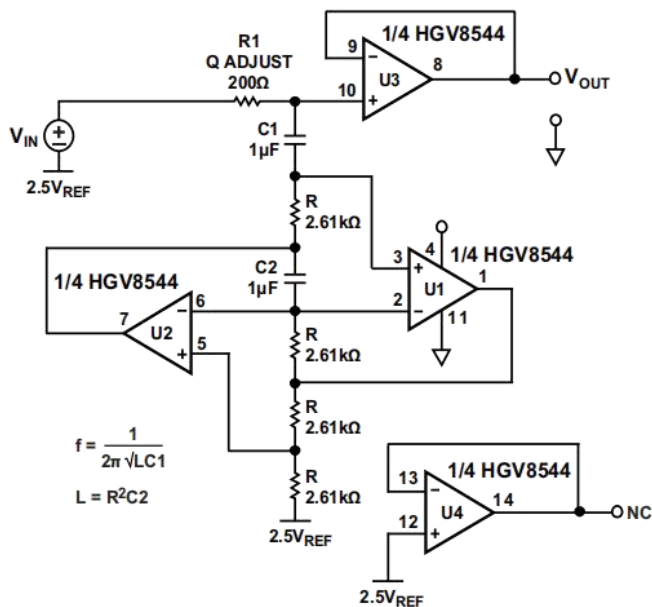 1/4 HGV8544
R1
Q ADJUST
200Ω
9
−
8
U3
VOUT
10
+
VIN
+
−
C1
1µF
2.5VREF
R
2.61kΩ
4
1/4 HGV8544
3
+
1
U1
2
−
11
C2
1µF
1/4 HGV8544
6
−
7
U2
5
+
R
2.61kΩ
R
2.61kΩ
f = 1 / 2π √LC1
L = R²C2
R
2.61kΩ
2.5VREF
1/4 HGV8544
13
−
14
U4
NC
12
+
2.5VREF